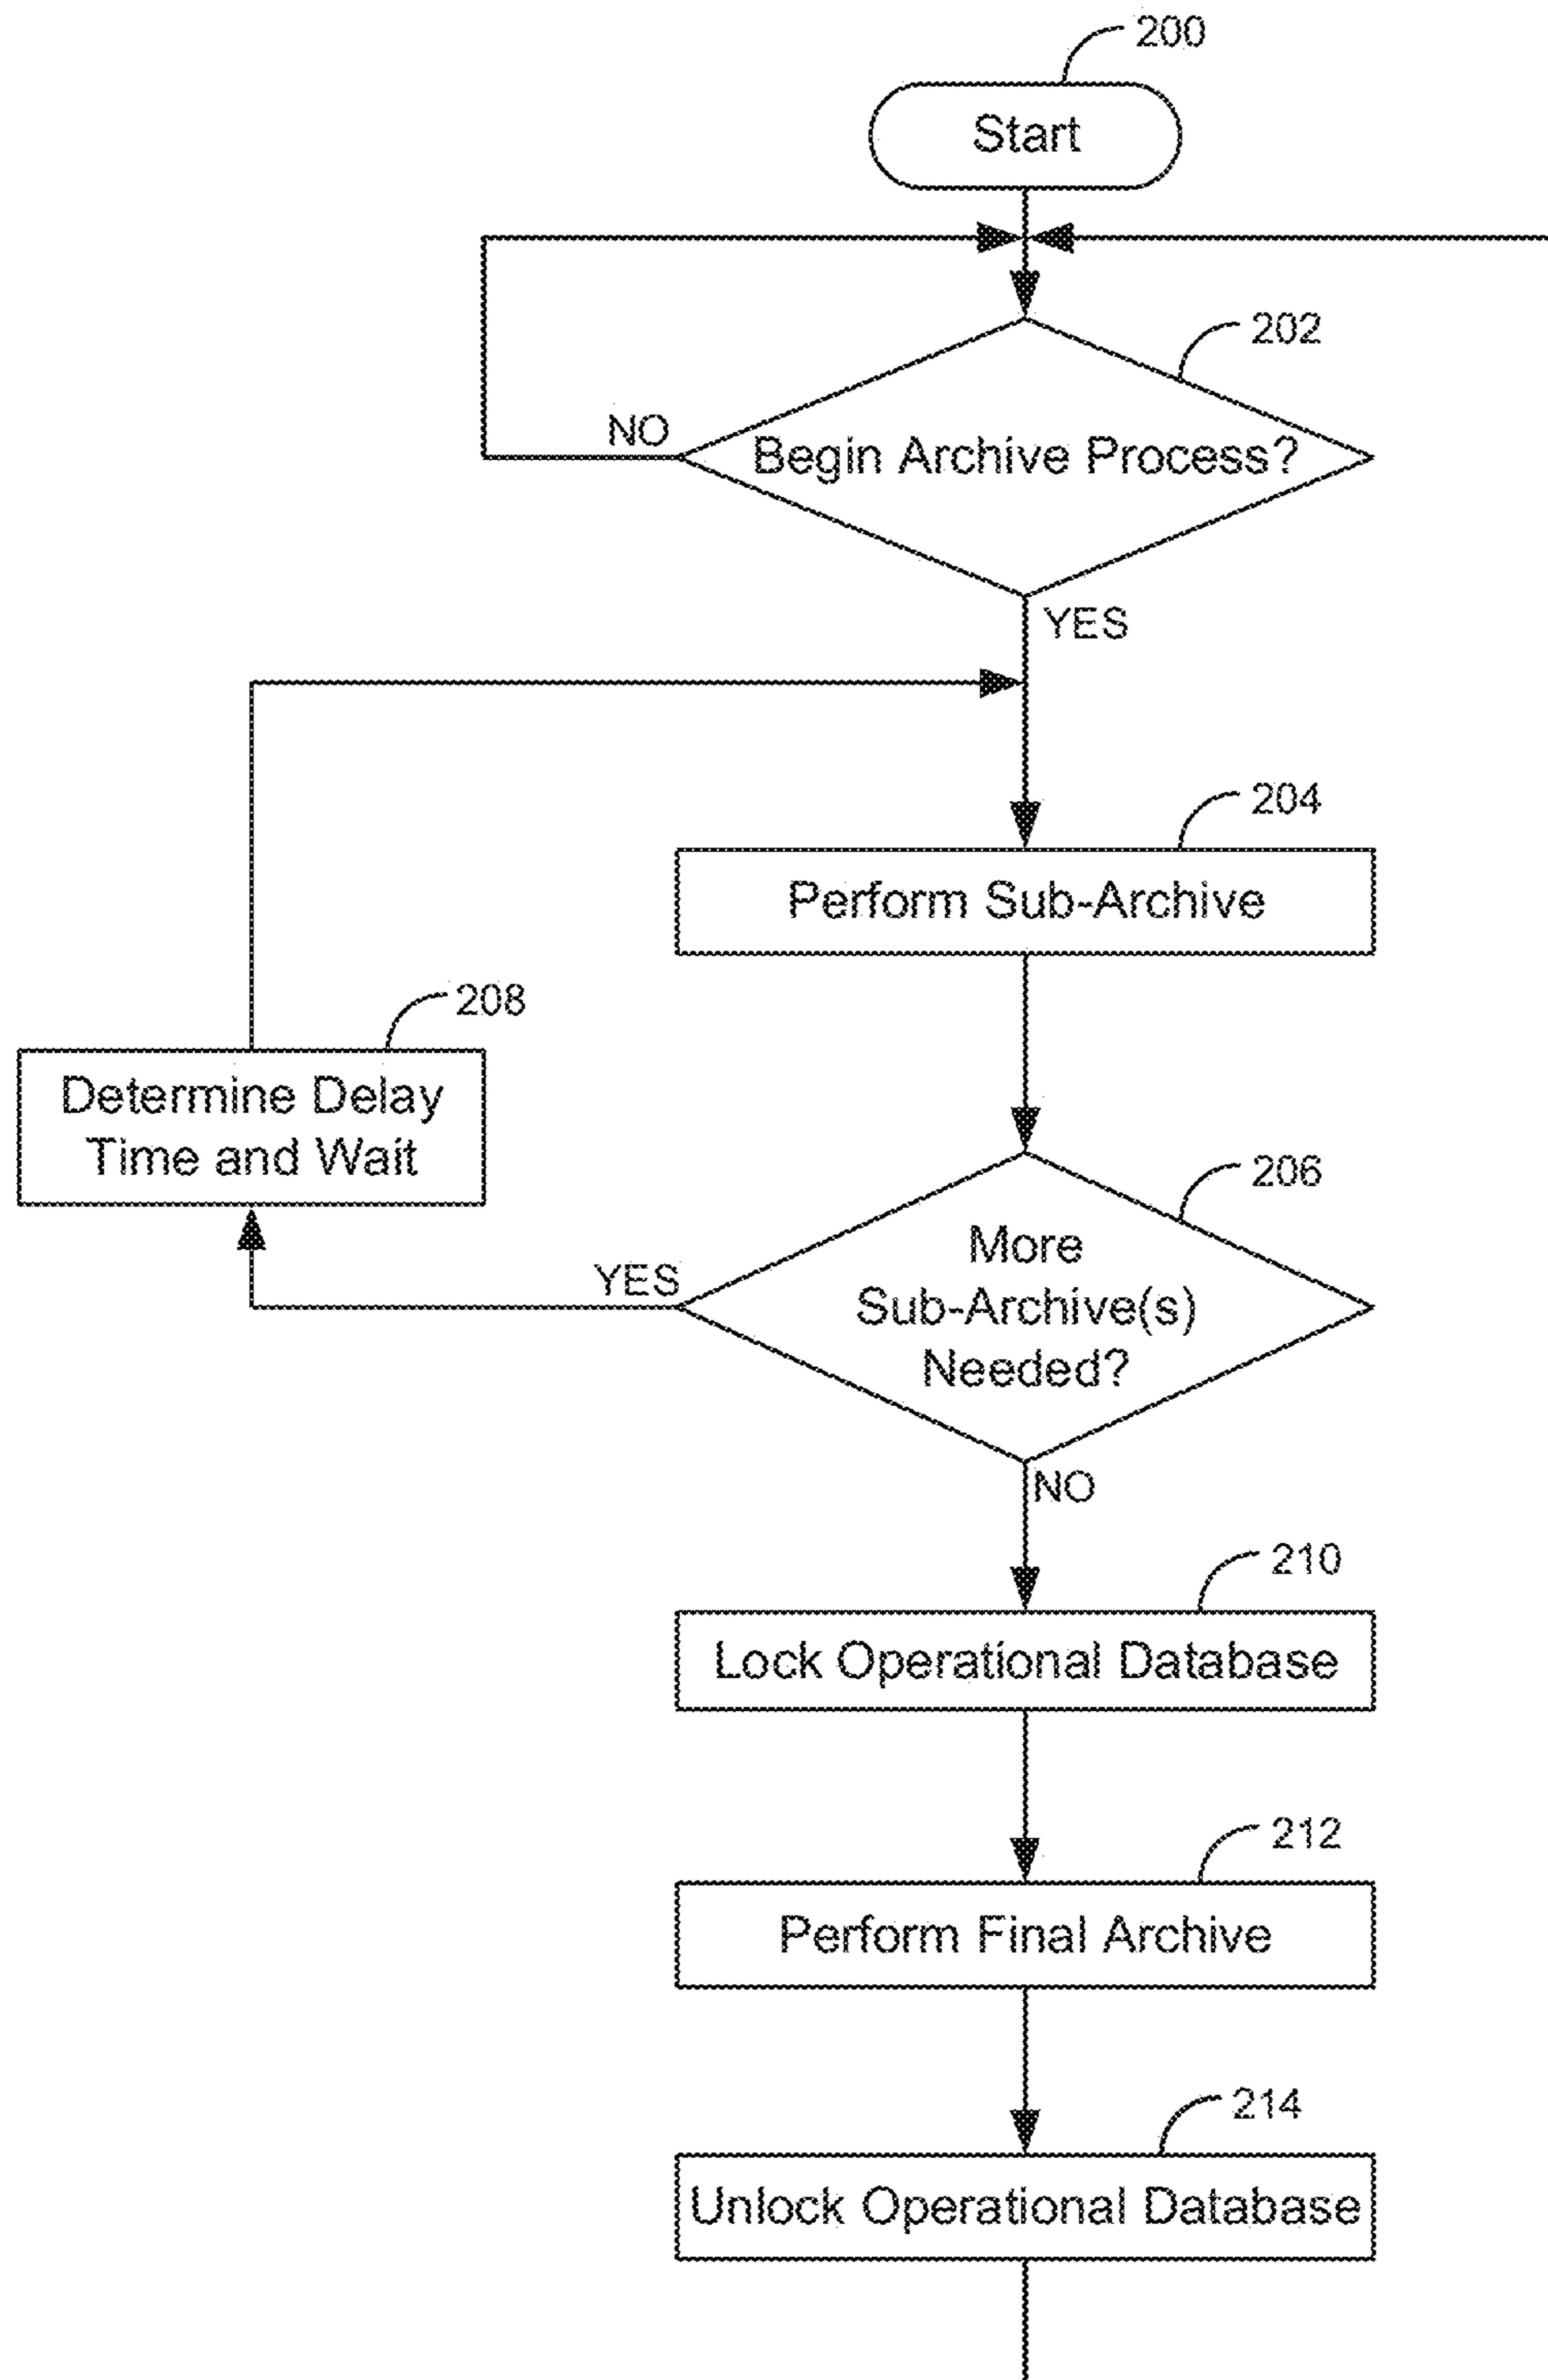 200
Start
202
NO
Begin Archive Process?
YES
204
Perform Sub-Archive
208
Determine Delay
Time and Wait
206
More
Sub-Archive(s)
Needed?
YES
NO
210
Lock Operational Database
212
Perform Final Archive
214
Unlock Operational Database